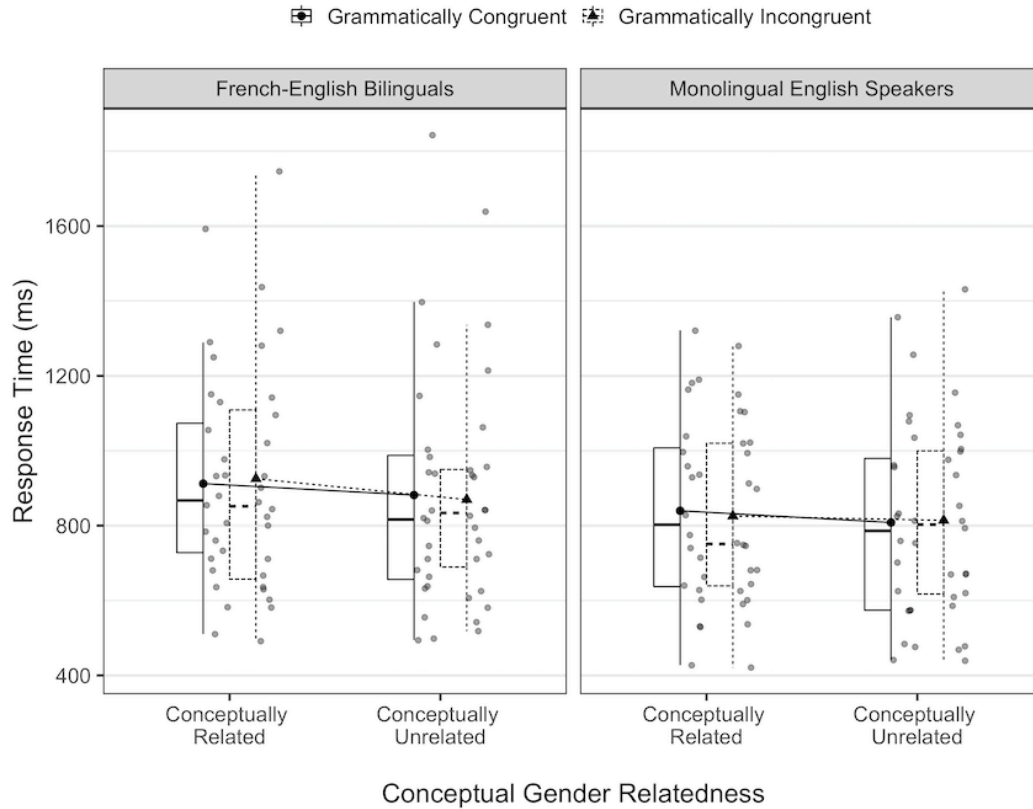 Grammatically Congruent Grammatically Incongruent
French-English Bilinguals Monolingual English Speakers
1600
1200
800
400
Response Time (ms)
Conceptually Related Conceptually Unrelated Conceptually Related Conceptually Unrelated
Conceptual Gender Relatedness